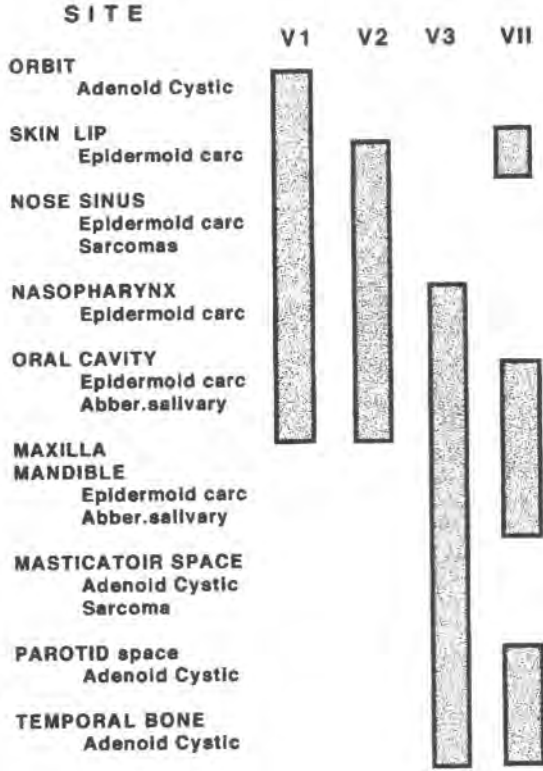 SITE
V1 V2 V3 VII
ORBIT
Adenoid Cystic
SKIN LIP
Epidermoid carc
NOSE SINUS
Epidermoid carc
Sarcomas
NASOPHARYNX
Epidermoid carc
ORAL CAVITY
Epidermoid carc
Abber.salivary
MAXILLA
MANDIBLE
Epidermoid carc
Abber.salivary
MASTICATOIR SPACE
Adenoid Cystic
Sarcoma
PAROTID space
Adenoid Cystic
TEMPORAL BONE
Adenoid Cystic